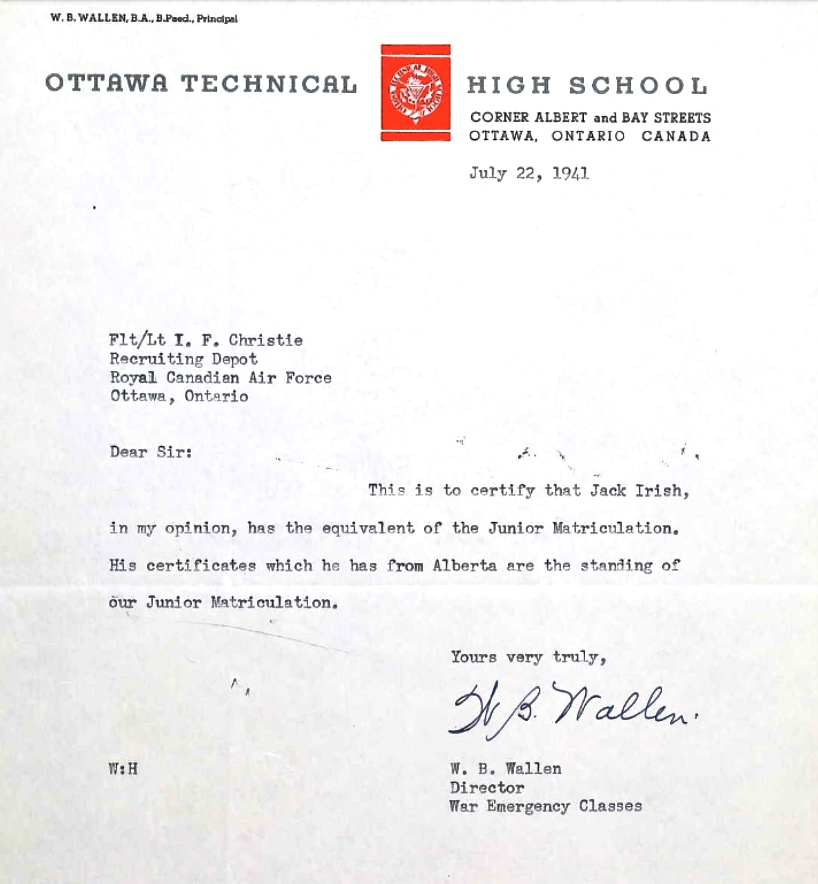 W. B. WALLEN, B.A., B.Paed., Principal
OTTAWA TECHNICAL HIGH SCHOOL
CORNER ALBERT and BAY STREETS
OTTAWA, ONTARIO CANADA
July 22, 1941
Flt/Lt I. F. Christie
Recruiting Depot
Royal Canadian Air Force
Ottawa, Ontario
Dear Sir:
This is to certify that Jack Irish,
in my opinion, has the equivalent of the Junior Matriculation.
His certificates which he has from Alberta are the standing of
our Junior Matriculation.
Yours very truly,
W B. Wallen.
W:H
W. B. Wallen
Director
War Emergency Classes